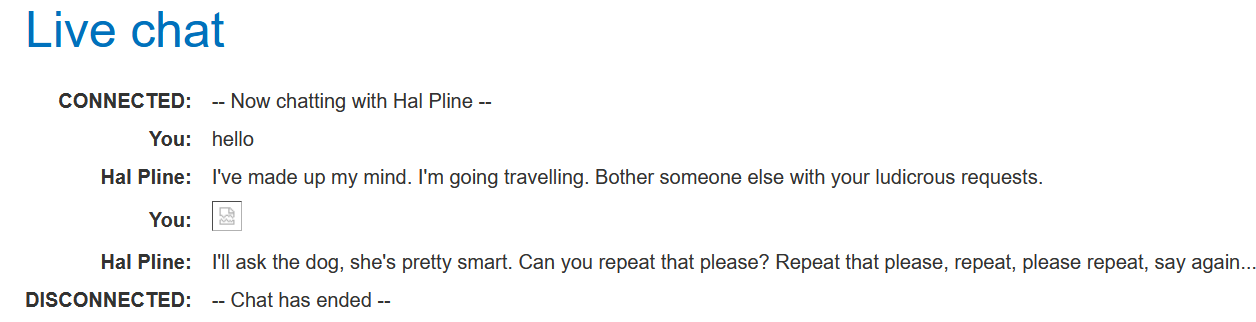 Live chat
CONNECTED: -- Now chatting with Hal Pline --
You: hello
Hal Pline: I've made up my mind. I'm going travelling. Bother someone else with your ludicrous requests.
You:
Hal Pline: I'll ask the dog, she's pretty smart. Can you repeat that please? Repeat that please, repeat, please repeat, say again...
DISCONNECTED: -- Chat has ended --